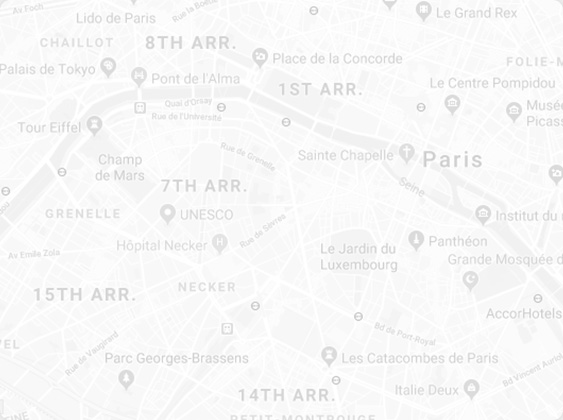 Av Foch
Lido de Paris
Le Grand Rex
CHAILLOT
8TH ARR.
Place de la Concorde
FOLIE-M
Palais de Tokyo
Pont de l'Alma
1ST ARR.
Le Centre Pompidou
Quai d'Orsay
Rue de l'Université
Musée
Picass
Tour Eiffel
Rue de Grenelle
Sainte Chapelle
Paris
Champ
de Mars
7TH ARR.
Seine
GRENELLE
UNESCO
Institut du
Rue de Sèvres
Hôpital Necker
Le Jardin du
Luxembourg
Panthéon
Av Emile Zola
Grande Mosquée d
15TH ARR.
NECKER
AccorHotels
Bd de Port-Royal
VEL
Rue de Vaugirard
Parc Georges-Brassens
Les Catacombes de Paris
Bd Vincent Auriol
14TH ARR.
Italie Deux
PETIT-MONTROUGE